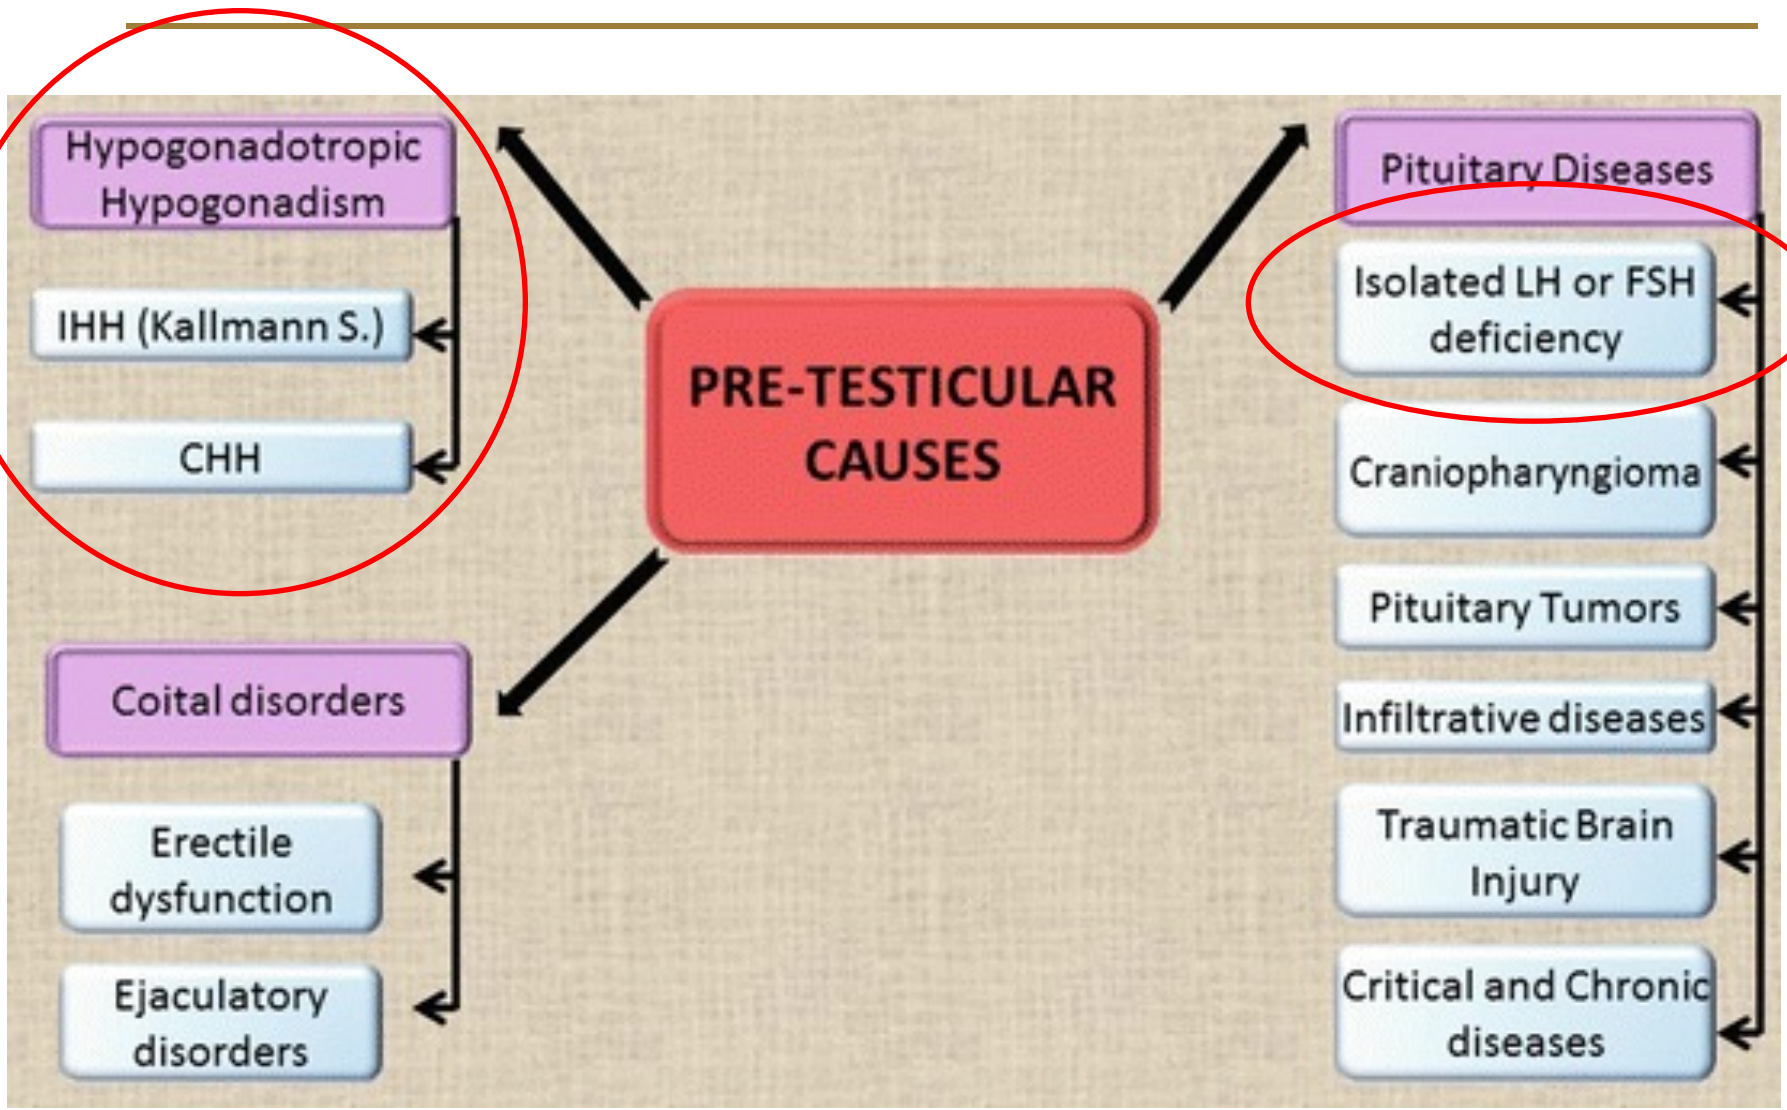 Hypogonadotropic
Hypogonadism
IHH (Kallmann S.)
CHH
PRE-TESTICULAR
CAUSES
Coital disorders
Erectile
dysfunction
Ejaculatory
disorders
Pituitary Diseases
Isolated LH or FSH
deficiency
Craniopharyngioma
Pituitary Tumors
Infiltrative diseases
Traumatic Brain
Injury
Critical and Chronic
diseases